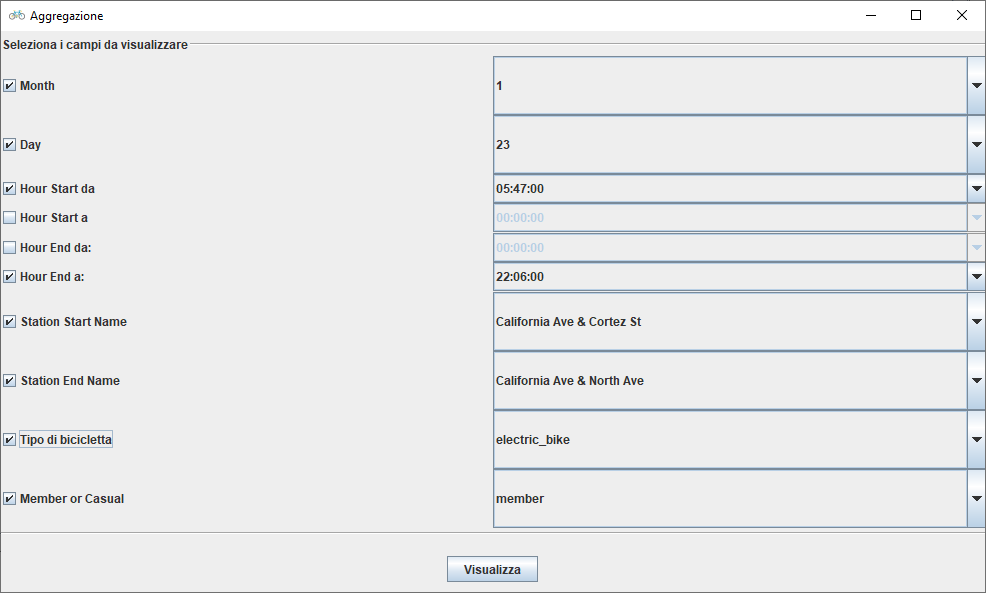 Aggregazione
Seleziona i campi da visualizzare
Month 1
Day 23
Hour Start da 05:47:00
Hour Start a 00:00:00
Hour End da: 00:00:00
Hour End a: 22:06:00
Station Start Name California Ave & Cortez St
Station End Name California Ave & North Ave
Tipo di bicicletta electric_bike
Member or Casual member
Visualizza